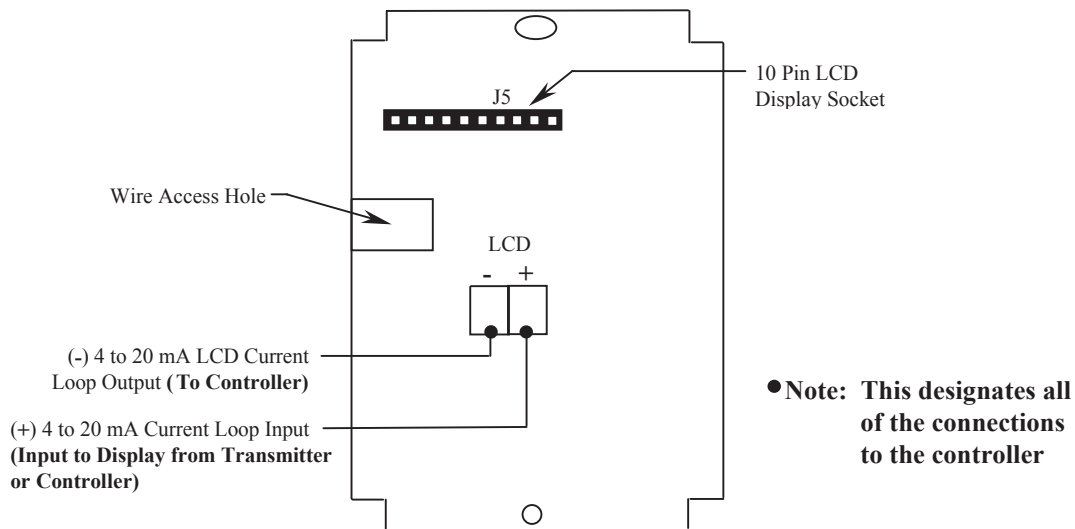 10 Pin LCD
Display Socket
J5
Wire Access Hole
LCD
- +
(-) 4 to 20 mA LCD Current
Loop Output (To Controller)
(+) 4 to 20 mA Current Loop Input
(Input to Display from Transmitter
or Controller)
●Note: This designates all
of the connections
to the controller